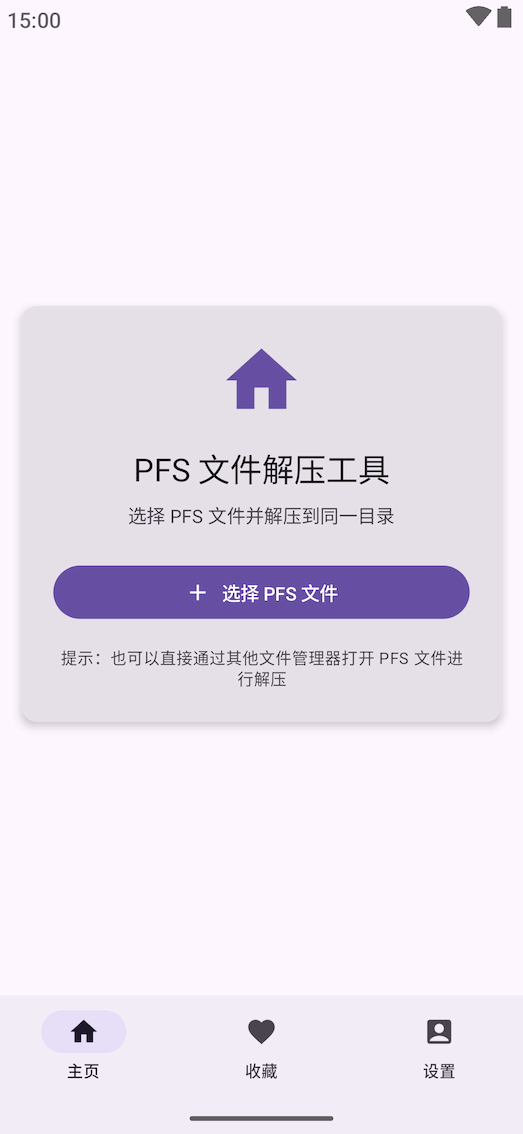 15:00
PFS 文件解压工具
选择 PFS 文件并解压到同一目录
+ 选择 PFS 文件
提示：也可以直接通过其他文件管理器打开 PFS 文件进
行解压
主页
收藏
设置